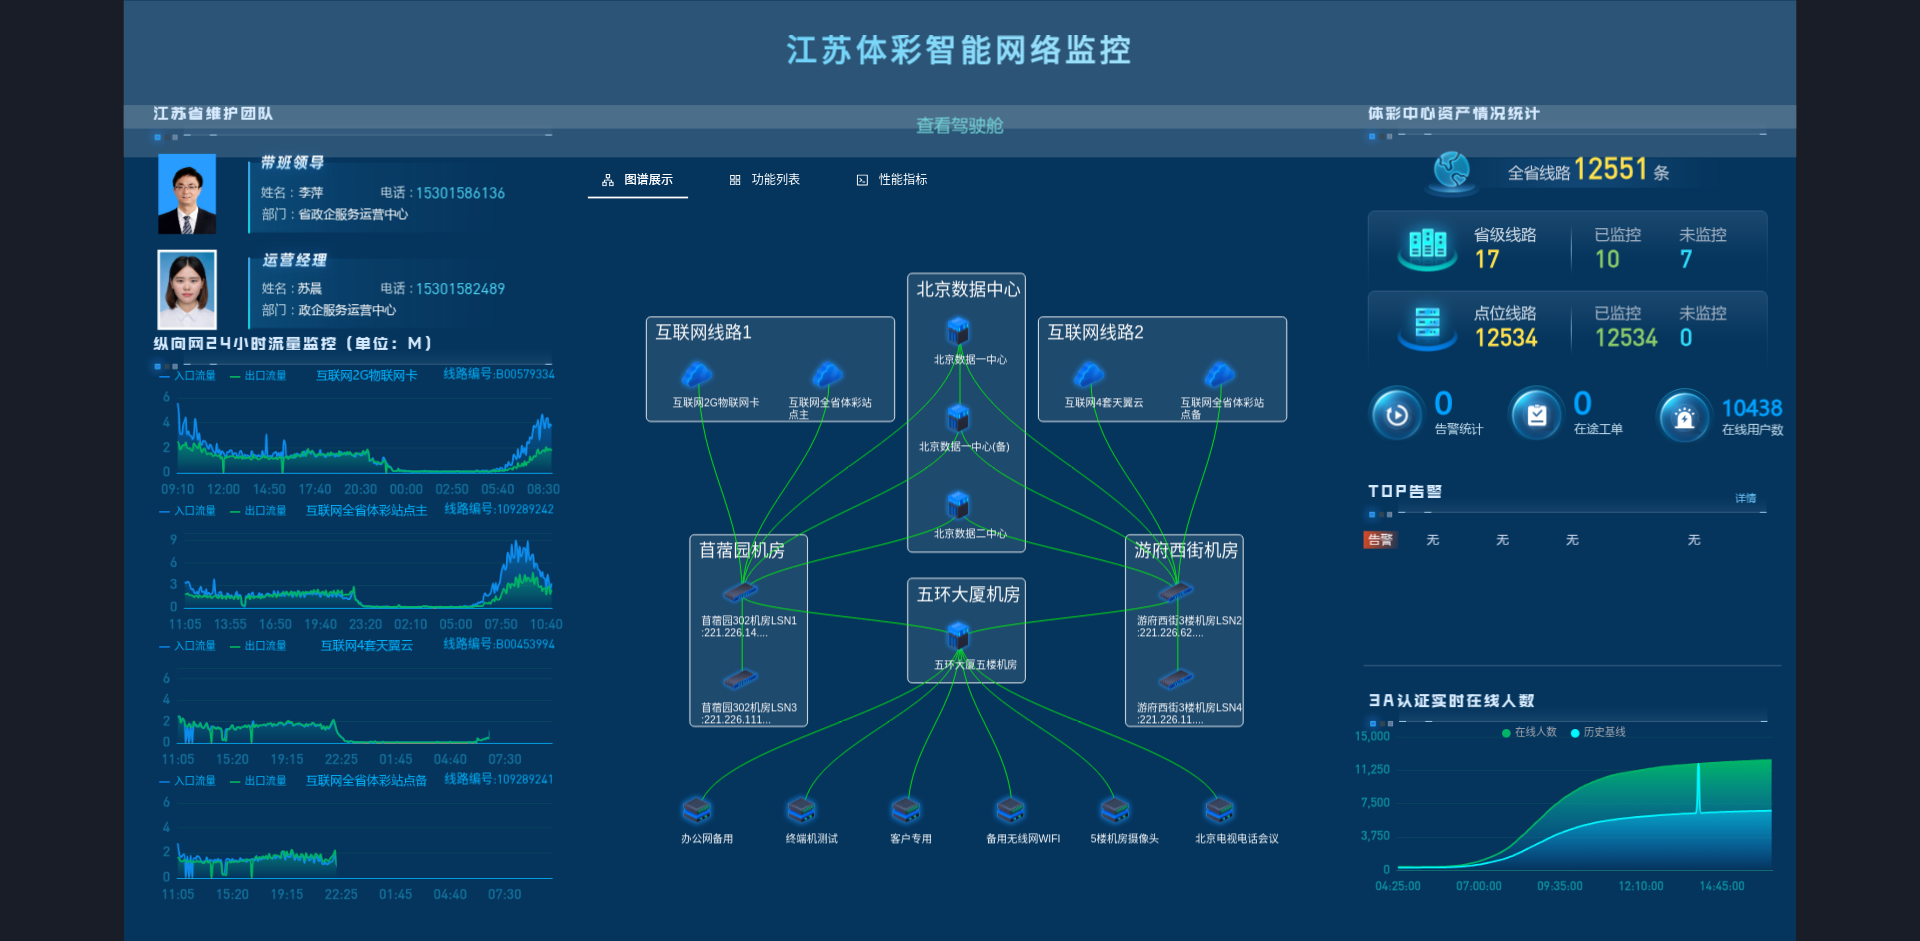 江苏体彩智能网络监控
查看驾驶舱
江苏省维护团队
带班领导
姓名：李萍 电话：15301586136
部门：省政企服务运营中心
运营经理
姓名：苏晨 电话：15301582489
部门：政企服务运营中心
纵向网24小时流量监控（单位：M）
入口流量 出口流量 互联网2G物联网卡 线路编号:B00579334
6
4
2
0
09:10 12:00 14:50 17:40 20:30 00:00 02:50 05:40 08:30
入口流量 出口流量 互联网全省体彩站点主 线路编号:109289242
9
6
3
0
11:05 13:55 16:50 19:40 23:20 02:10 05:00 07:50 10:40
入口流量 出口流量 互联网4套天翼云 线路编号:B00453994
6
4
2
0
11:05 15:20 19:15 22:25 01:45 04:40 07:30
入口流量 出口流量 互联网全省体彩站点备 线路编号:109289241
6
4
2
0
11:05 15:20 19:15 22:25 01:45 04:40 07:30
图谱展示 功能列表 性能指标
北京数据中心
北京数据一中心
北京数据一中心(备)
北京数据二中心
互联网线路1
互联网2G物联网卡
互联网全省体彩站
点主
互联网线路2
互联网4套天翼云
互联网全省体彩站
点备
苜蓿园机房
苜蓿园302机房LSN1
:221.226.14....
苜蓿园302机房LSN3
:221.226.111...
五环大厦机房
五环大厦五楼机房
游府西街机房
游府西街3楼机房LSN2
:221.226.62....
游府西街3楼机房LSN4
:221.226.11....
办公网备用 终端机测试 客户专用 备用无线网WIFI 5楼机房摄像头 北京电视电话会议
体彩中心资产情况统计
全省线路 12551 条
省级线路 已监控 未监控
17 10 7
点位线路 已监控 未监控
12534 12534 0
0 告警统计
0 在途工单
10438 在线用户数
TOP告警
详情
告警 无 无 无 无
3A认证实时在线人数
在线人数 历史基线
15,000
11,250
7,500
3,750
0
04:25:00 07:00:00 09:35:00 12:10:00 14:45:00